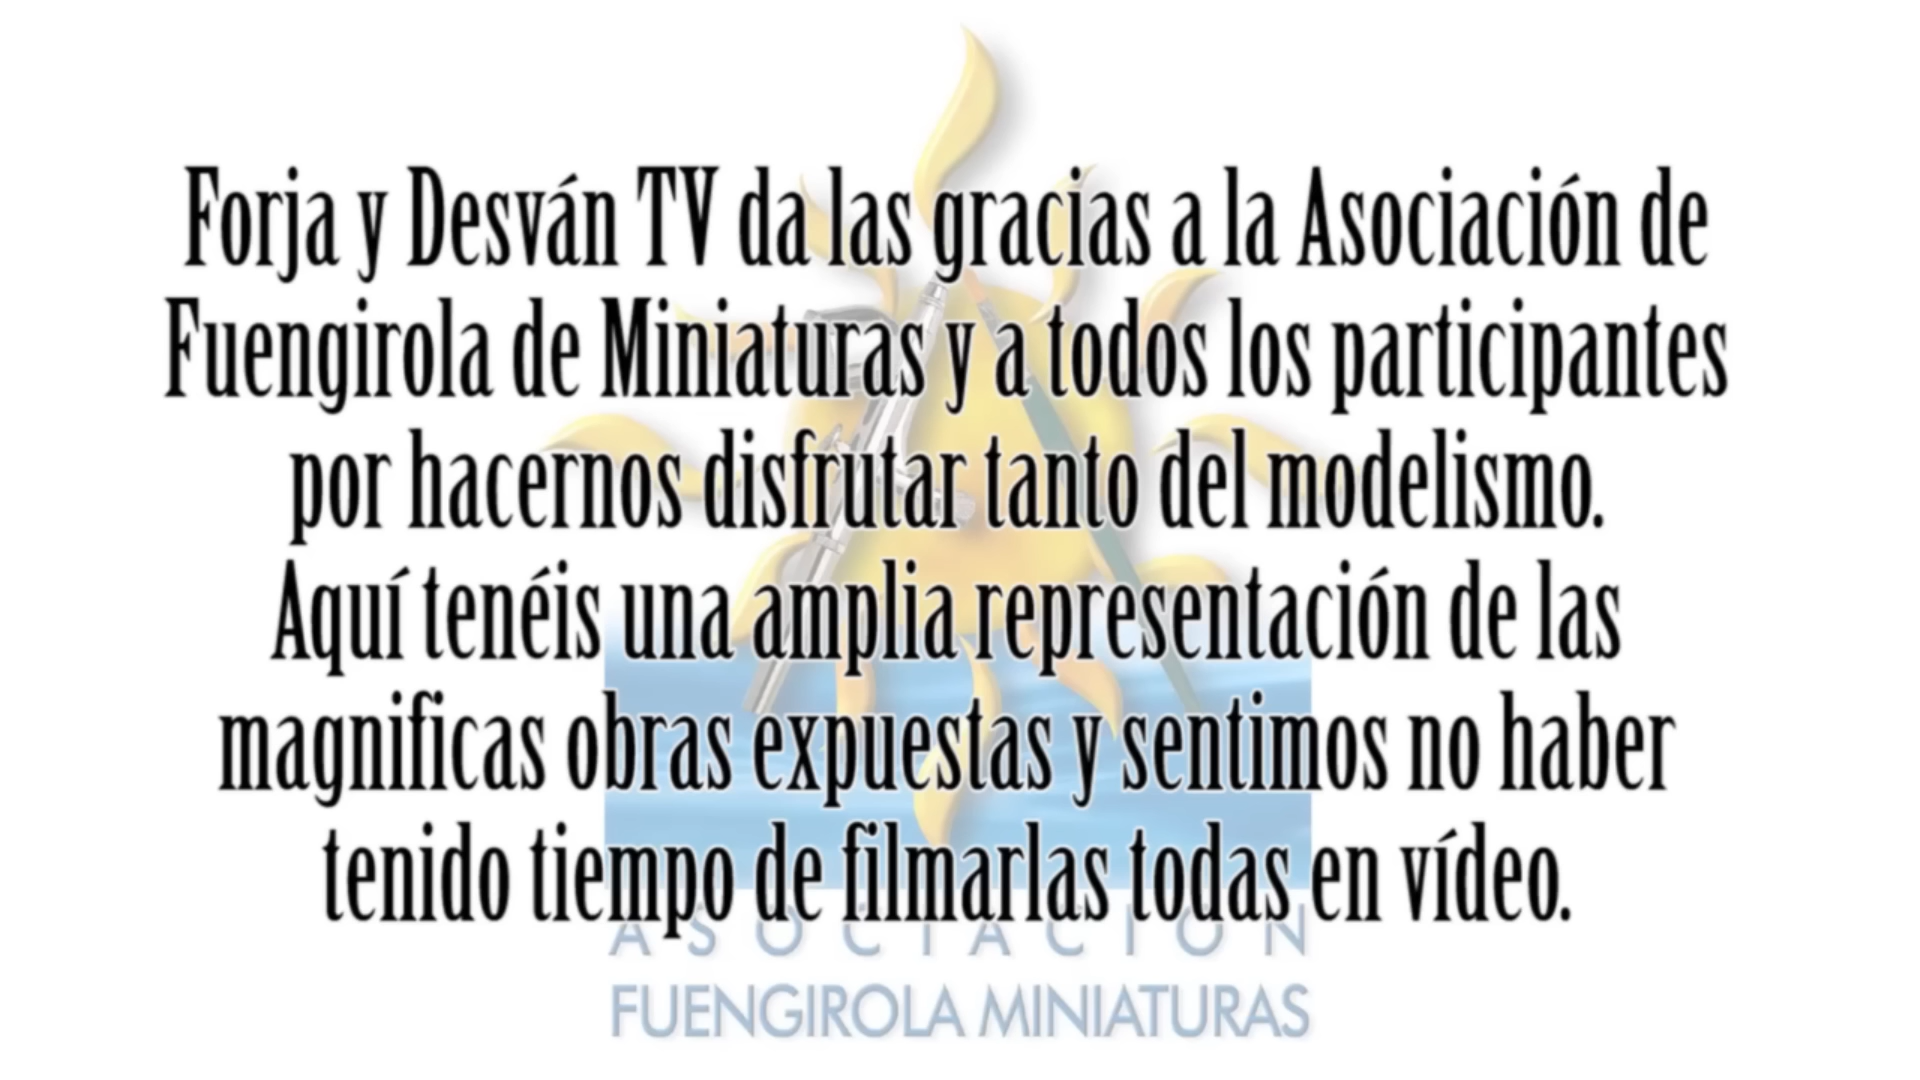 Forja y Desván TV da las gracias a la Asociación de
Fuengirola de Miniaturas y a todos los participantes
por hacernos disfrutar tanto del modelismo.
Aquí tenéis una amplia representación de las
magnificas obras expuestas y sentimos no haber
tenido tiempo de filmarlas todas en vídeo.
ASOCIACIÓN
FUENGIROLA MINIATURAS